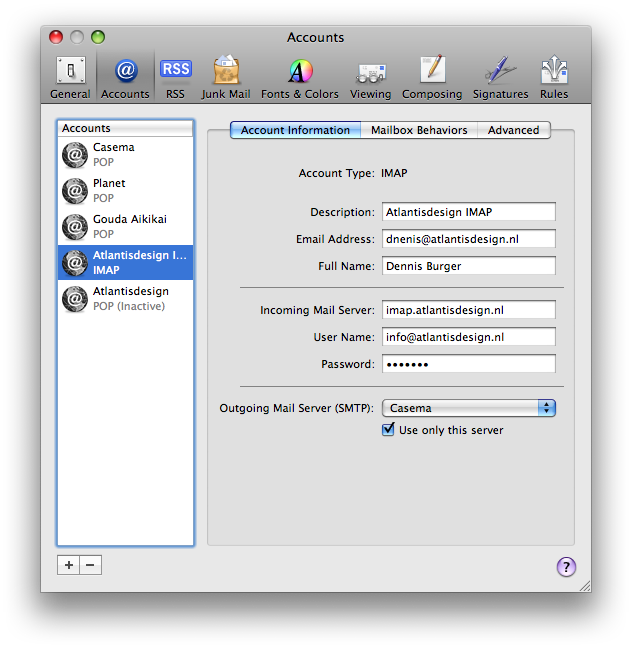 Accounts
General
Accounts
RSS
RSS
Junk Mail
Fonts & Colors
Viewing
Composing
Signatures
Rules
Accounts
Casema
POP
Planet
POP
Gouda Aikikai
POP
Atlantisdesign I...
IMAP
Atlantisdesign
POP (Inactive)
Account Information
Mailbox Behaviors
Advanced
Account Type: IMAP
Description: Atlantisdesign IMAP
Email Address: dnenis@atlantisdesign.nl
Full Name: Dennis Burger
Incoming Mail Server: imap.atlantisdesign.nl
User Name: info@atlantisdesign.nl
Password: •••••••
Outgoing Mail Server (SMTP): Casema
Use only this server
+ −
?